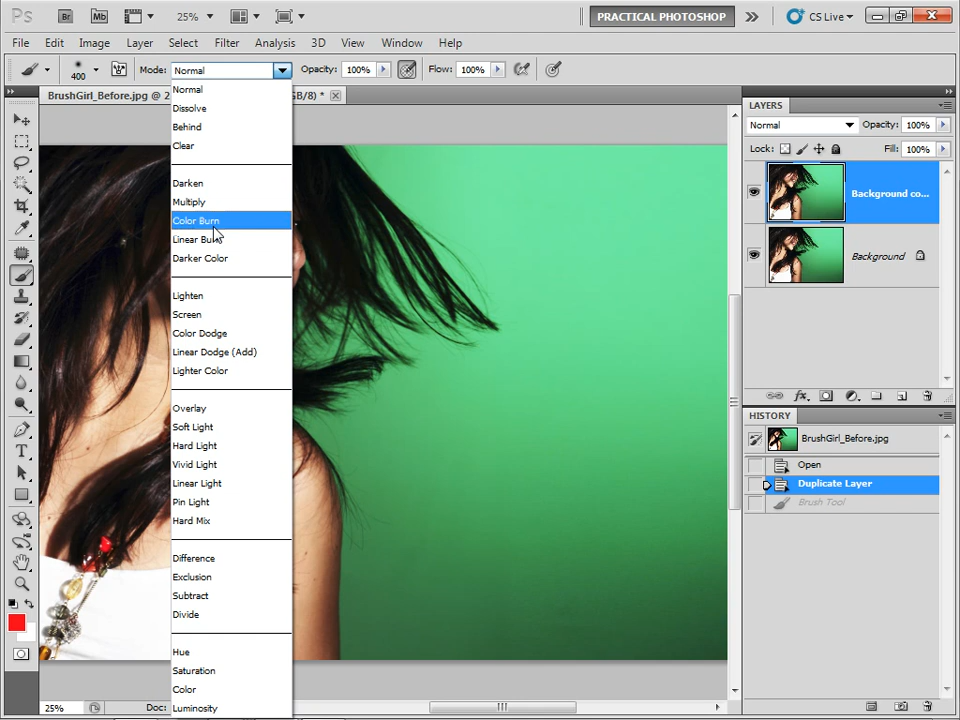 Ps Br Mb 25% PRACTICAL PHOTOSHOP CS Live
File Edit Image Layer Select Filter Analysis 3D View Window Help
400 Mode: Normal Opacity: 100% Flow: 100%
BrushGirl_Before.jpg @ 2 GB/8) *
Normal
Dissolve
Behind
Clear
Darken
Multiply
Color Burn
Linear Burn
Darker Color
Lighten
Screen
Color Dodge
Linear Dodge (Add)
Lighter Color
Overlay
Soft Light
Hard Light
Vivid Light
Linear Light
Pin Light
Hard Mix
Difference
Exclusion
Subtract
Divide
Hue
Saturation
Color
Luminosity
LAYERS
Normal Opacity: 100%
Lock: Fill: 100%
Background co...
Background
HISTORY
BrushGirl_Before.jpg
Open
Duplicate Layer
Brush Tool
25% Doc: